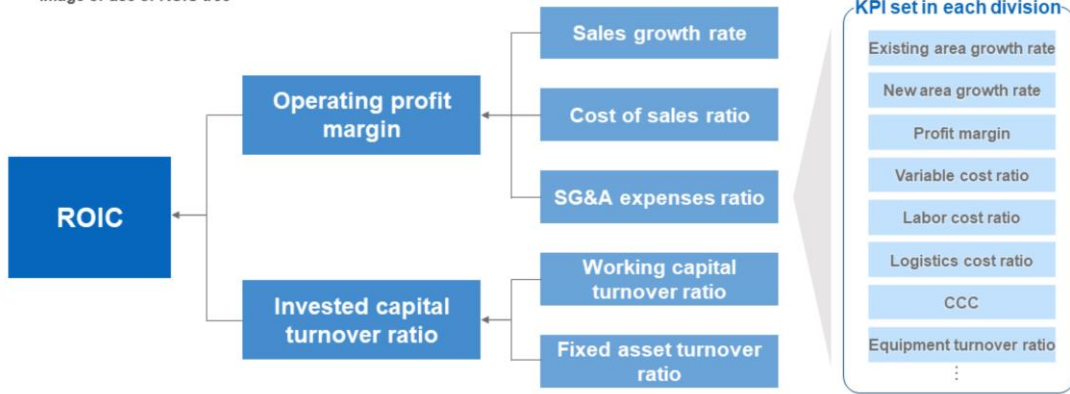 Sales growth rate
Operating profit
margin
Cost of sales ratio
SG&A expenses ratio
ROIC
Working capital
turnover ratio
Invested capital
turnover ratio
Fixed asset turnover
ratio
KPI set in each division
Existing area growth rate
New area growth rate
Profit margin
Variable cost ratio
Labor cost ratio
Logistics cost ratio
CCC
Equipment turnover ratio
⋮